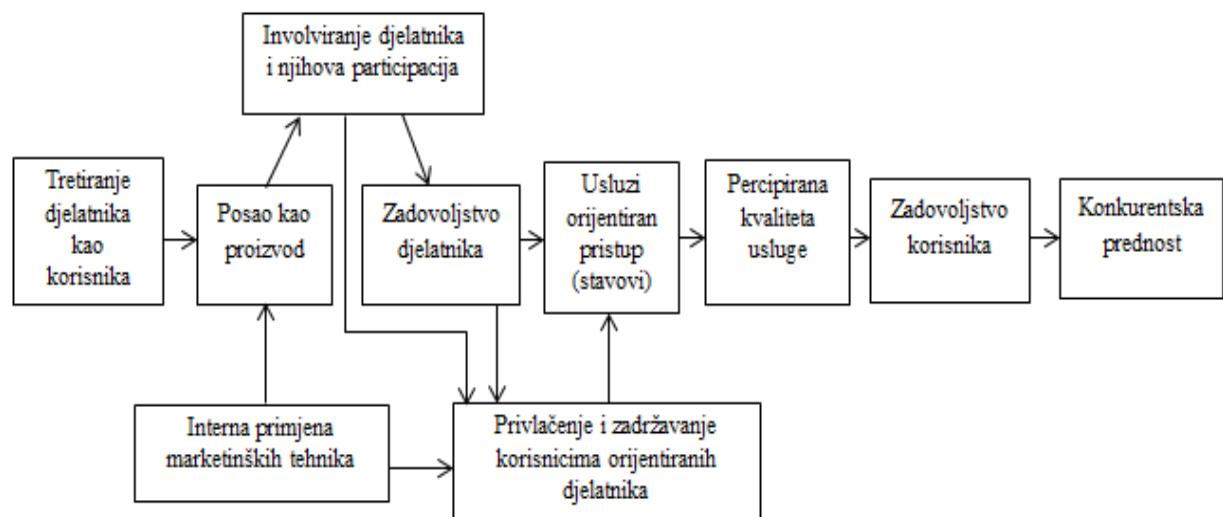 Involviranje djelatnika
i njihova participacija
Tretiranje
djelatnika
kao
korisnika
Posao kao
proizvod
Zadovoljstvo
djelatnika
Usluzi
orijentiran
pristup
(stavovi)
Percipirana
kvaliteta
usluge
Zadovoljstvo
korisnika
Konkurentska
prednost
Interna primjena
marketinških tehnika
Privlačenje i zadržavanje
korisnicima orijentiranih
djelatnika